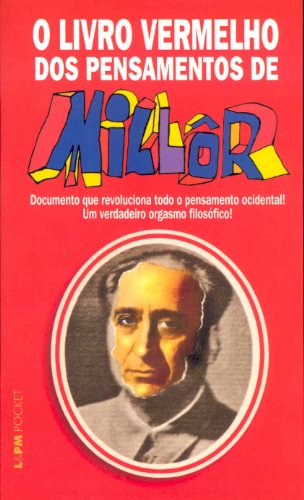 O LIVRO VERMELHO
DOS PENSAMENTOS DE
MILLÔR
Documento que revoluciona todo o pensamento ocidental!
Um verdadeiro orgasmo filosófico!
L&PM POCKET